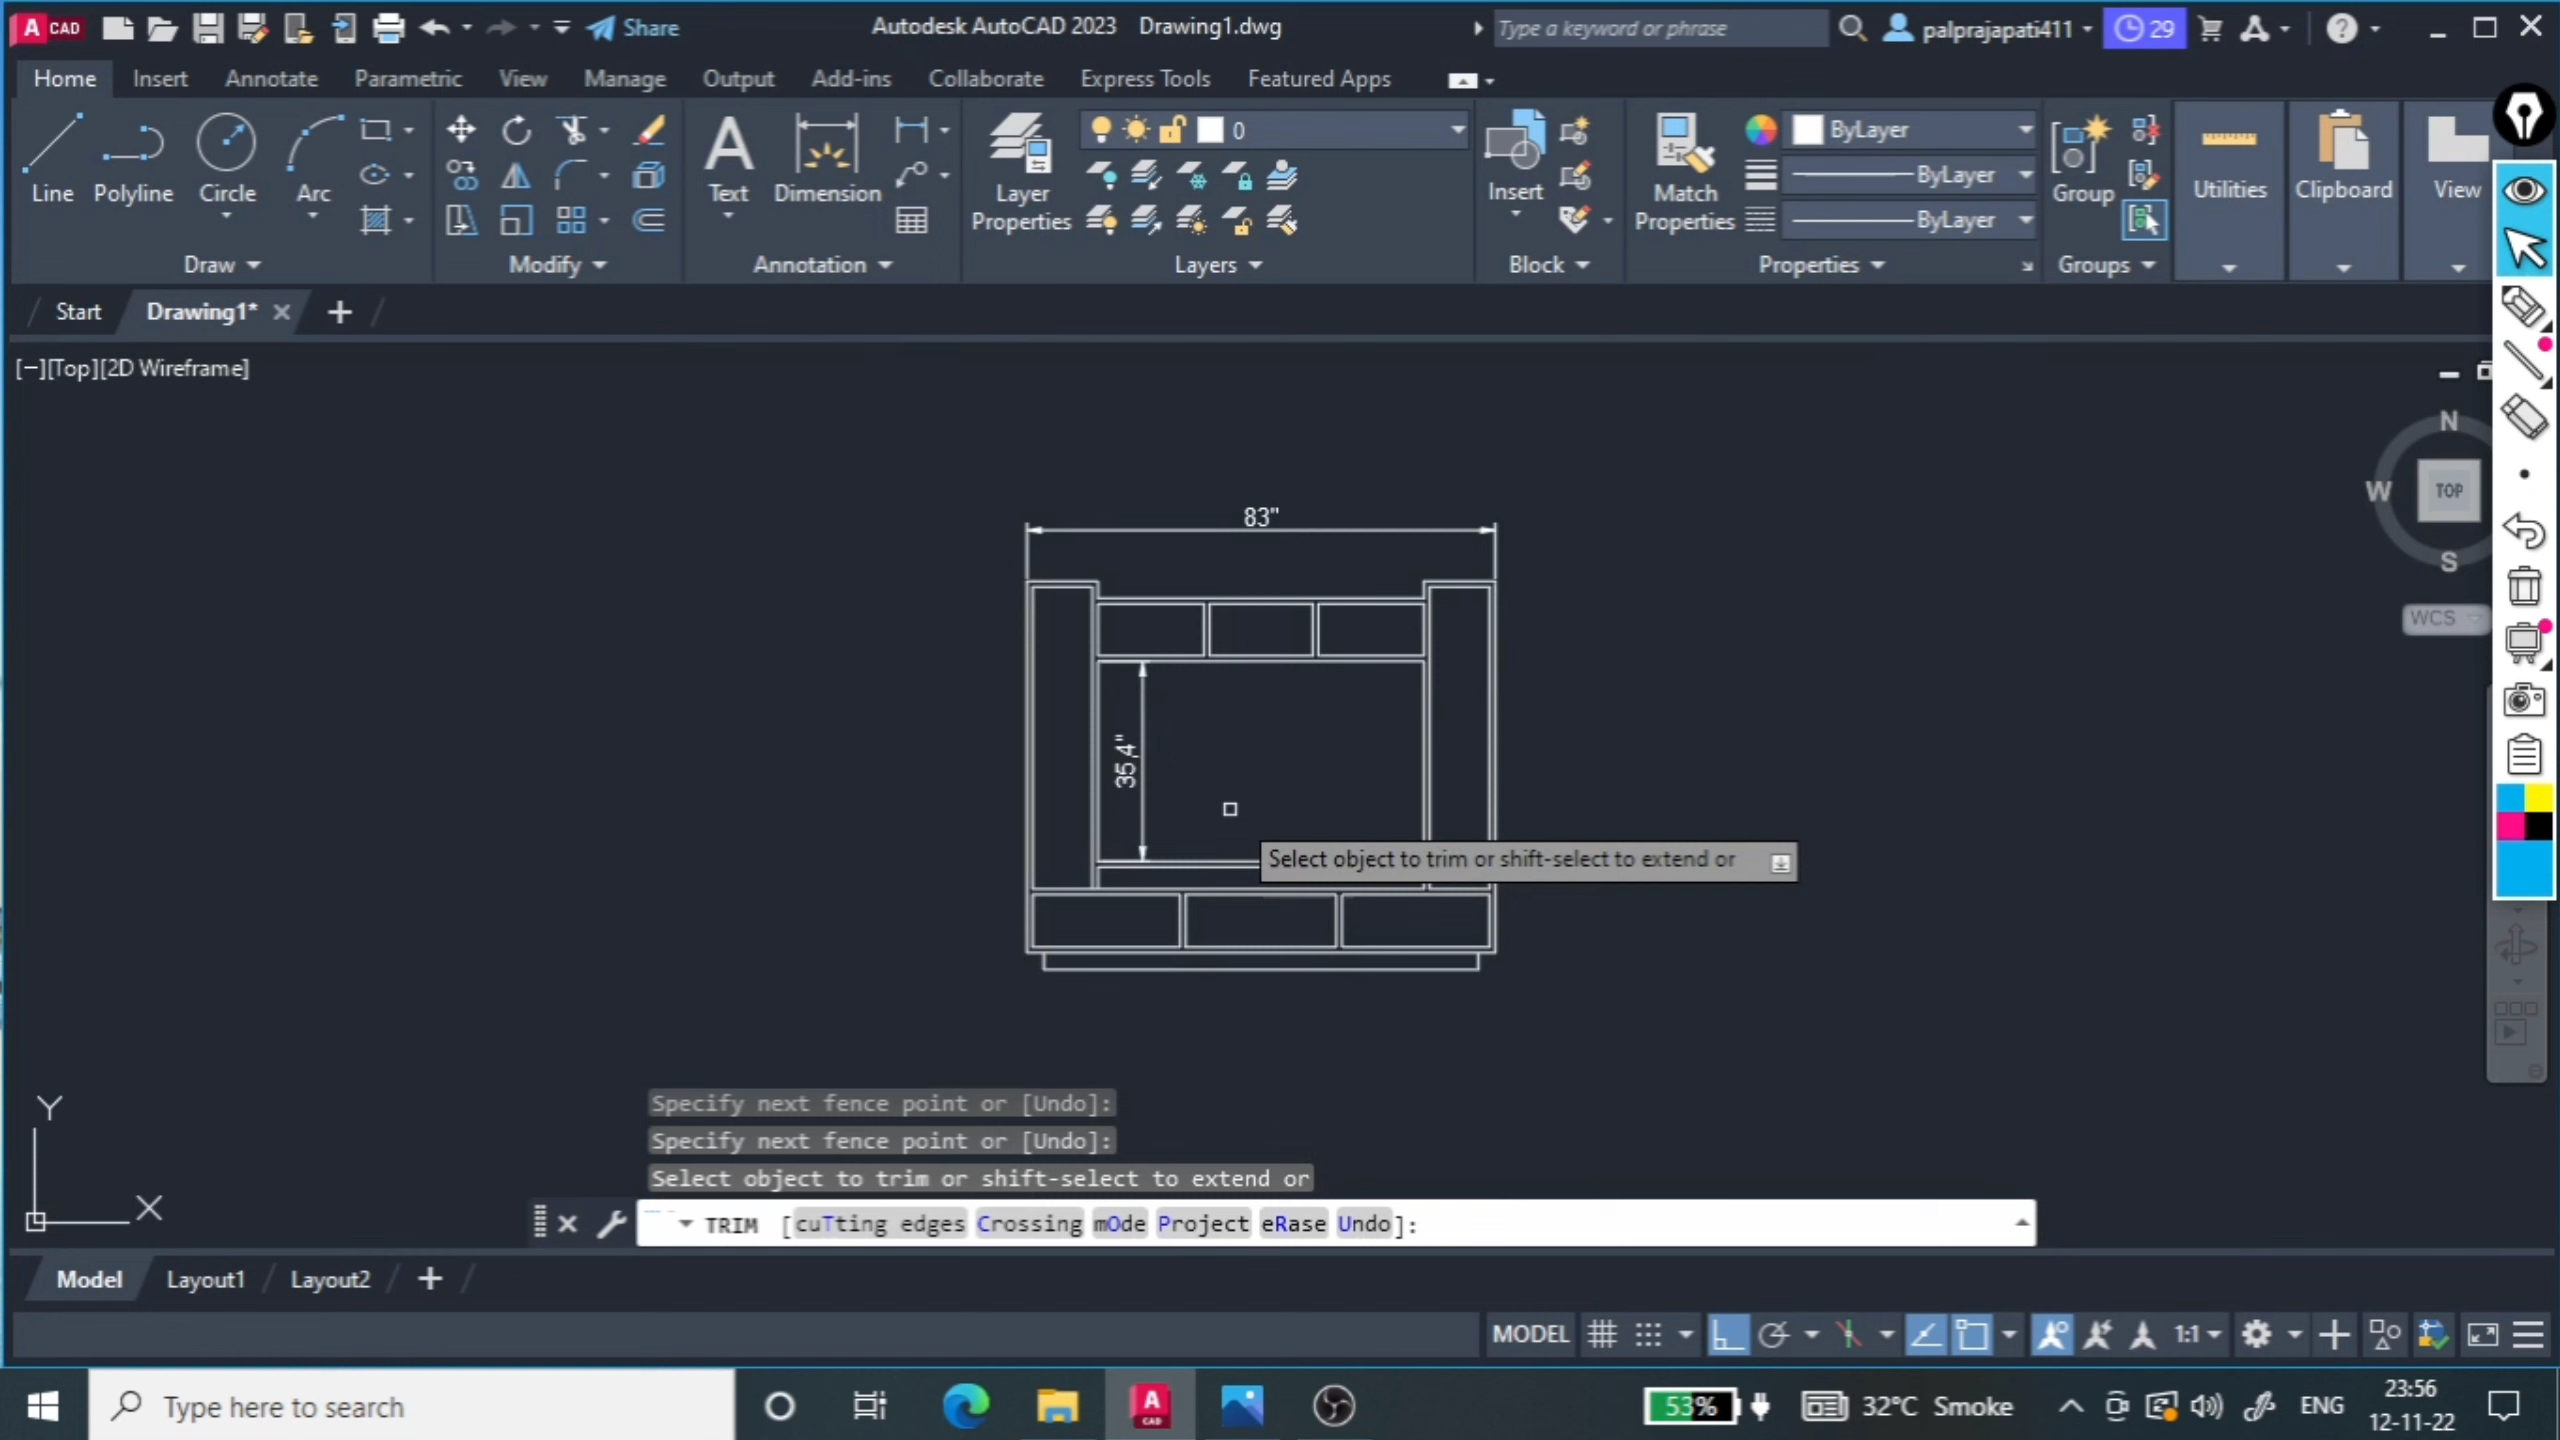 A CAD Share Autodesk AutoCAD 2023 Drawing1.dwg Type a keyword or phrase palprajapati411 29
Home Insert Annotate Parametric View Manage Output Add-ins Collaborate Express Tools Featured Apps
0 ByLayer
Line Polyline Circle Arc Text Dimension Layer Properties Insert Match Properties ByLayer Group Utilities Clipboard View
ByLayer
Draw Modify Annotation Layers Block Properties Groups
Start Drawing1* +
[−][Top][2D Wireframe]
N
W TOP
S
WCS
83"
35,4"
Select object to trim or shift-select to extend or
Specify next fence point or [Undo]:
Specify next fence point or [Undo]:
Select object to trim or shift-select to extend or
TRIM [cuTting edges Crossing mOde Project eRase Undo]:
Y
X
Model Layout1 Layout2 +
MODEL 1:1
Type here to search A CAD 53% 32°C Smoke ENG 23:56
12-11-22